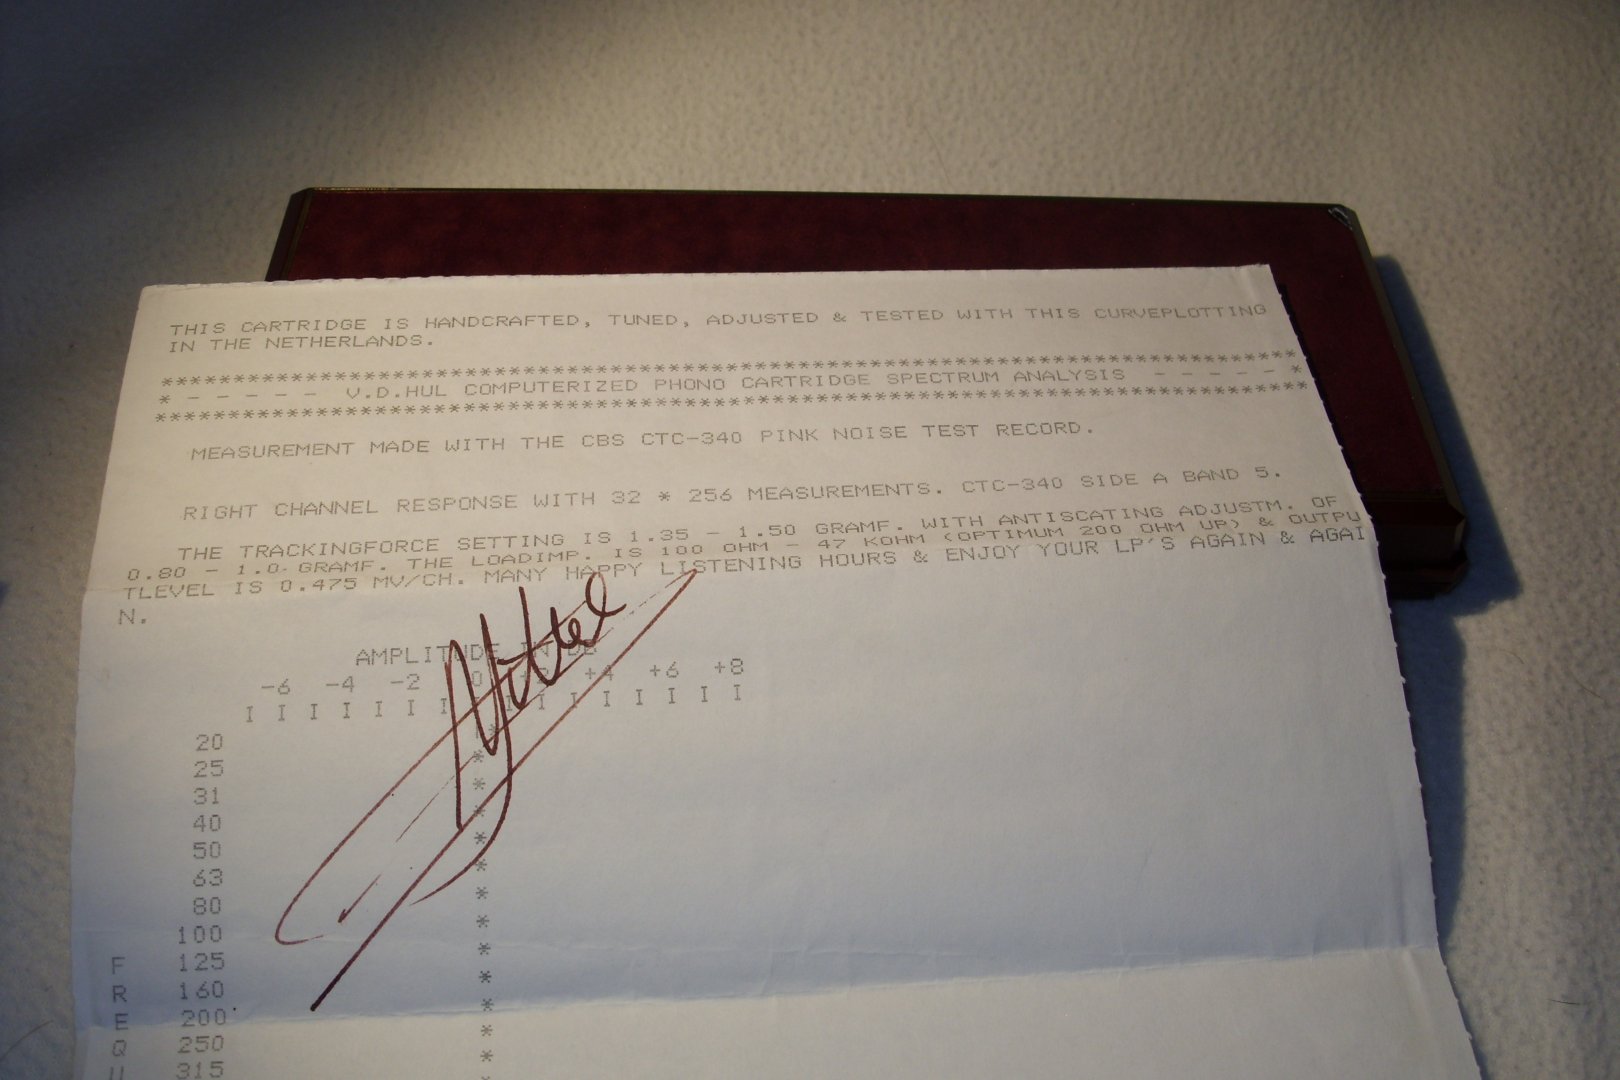 THIS CARTRIDGE IS HANDCRAFTED, TUNED, ADJUSTED & TESTED WITH THIS CURVEPLOTTING
IN THE NETHERLANDS.
********************************************************************************
* - - - - - V.D.HUL COMPUTERIZED PHONO CARTRIDGE SPECTRUM ANALYSIS - - - - - *
********************************************************************************
MEASUREMENT MADE WITH THE CBS CTC-340 PINK NOISE TEST RECORD.
RIGHT CHANNEL RESPONSE WITH 32 * 256 MEASUREMENTS. CTC-340 SIDE A BAND 5.
THE TRACKINGFORCE SETTING IS 1.35 - 1.50 GRAMF. WITH ANTISCATING ADJUSTM. OF
0.80 - 1.0 GRAMF. THE LOADIMP. IS 100 OHM - 47 KOHM (OPTIMUM 200 OHM UP) & OUTPU
TLEVEL IS 0.475 MV/CH. MANY HAPPY LISTENING HOURS & ENJOY YOUR LP'S AGAIN & AGAI
N.
AMPLITUDE IN DB
-6 -4 -2 0 +2 +4 +6 +8
I I I I I I I I I I I I I I I I
20 *
25 *
31 *
40 *
50 *
63 *
80 *
100 *
F 125 *
R 160 *
E 200 *
Q 250 *
U 315 *